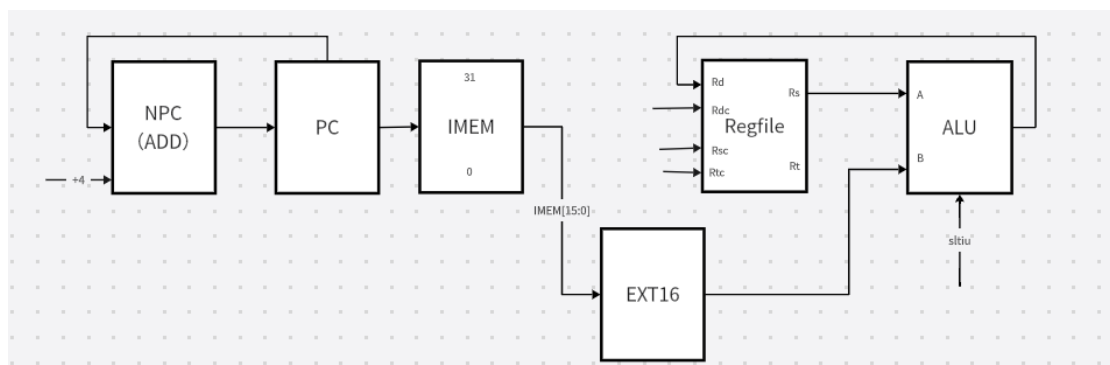 NPC
（ADD）
÷4
PC
31
IMEM
0
IMEM[15:0]
EXT16
Rd
Rdc
Rsc
Rtc
Rs
Rt
Regfile
A
B
ALU
sltiu